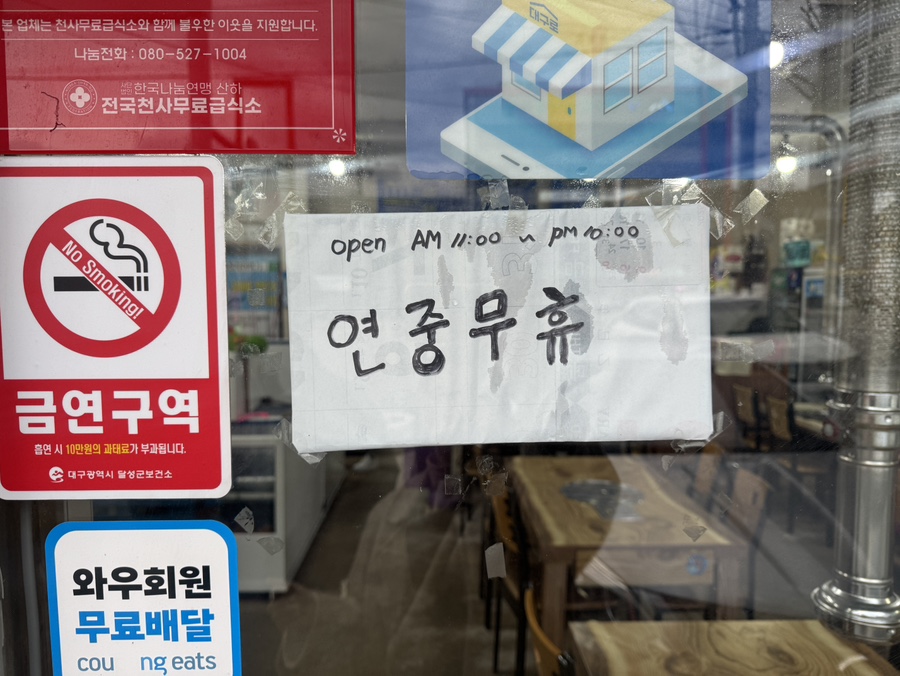 본 업체는 천사무료급식소와 함께 불우한 이웃을 지원합니다.
나눔전화 : 080-527-1004
한국나눔연맹 산하
전국천사무료급식소
대구로
open AM 11:00 ~ PM 10:00
연중무휴
No Smoking!
금연구역
흡연 시 10만원의 과태료가 부과됩니다.
대구광역시 달성군보건소
와우회원
무료배달
cou ng eats